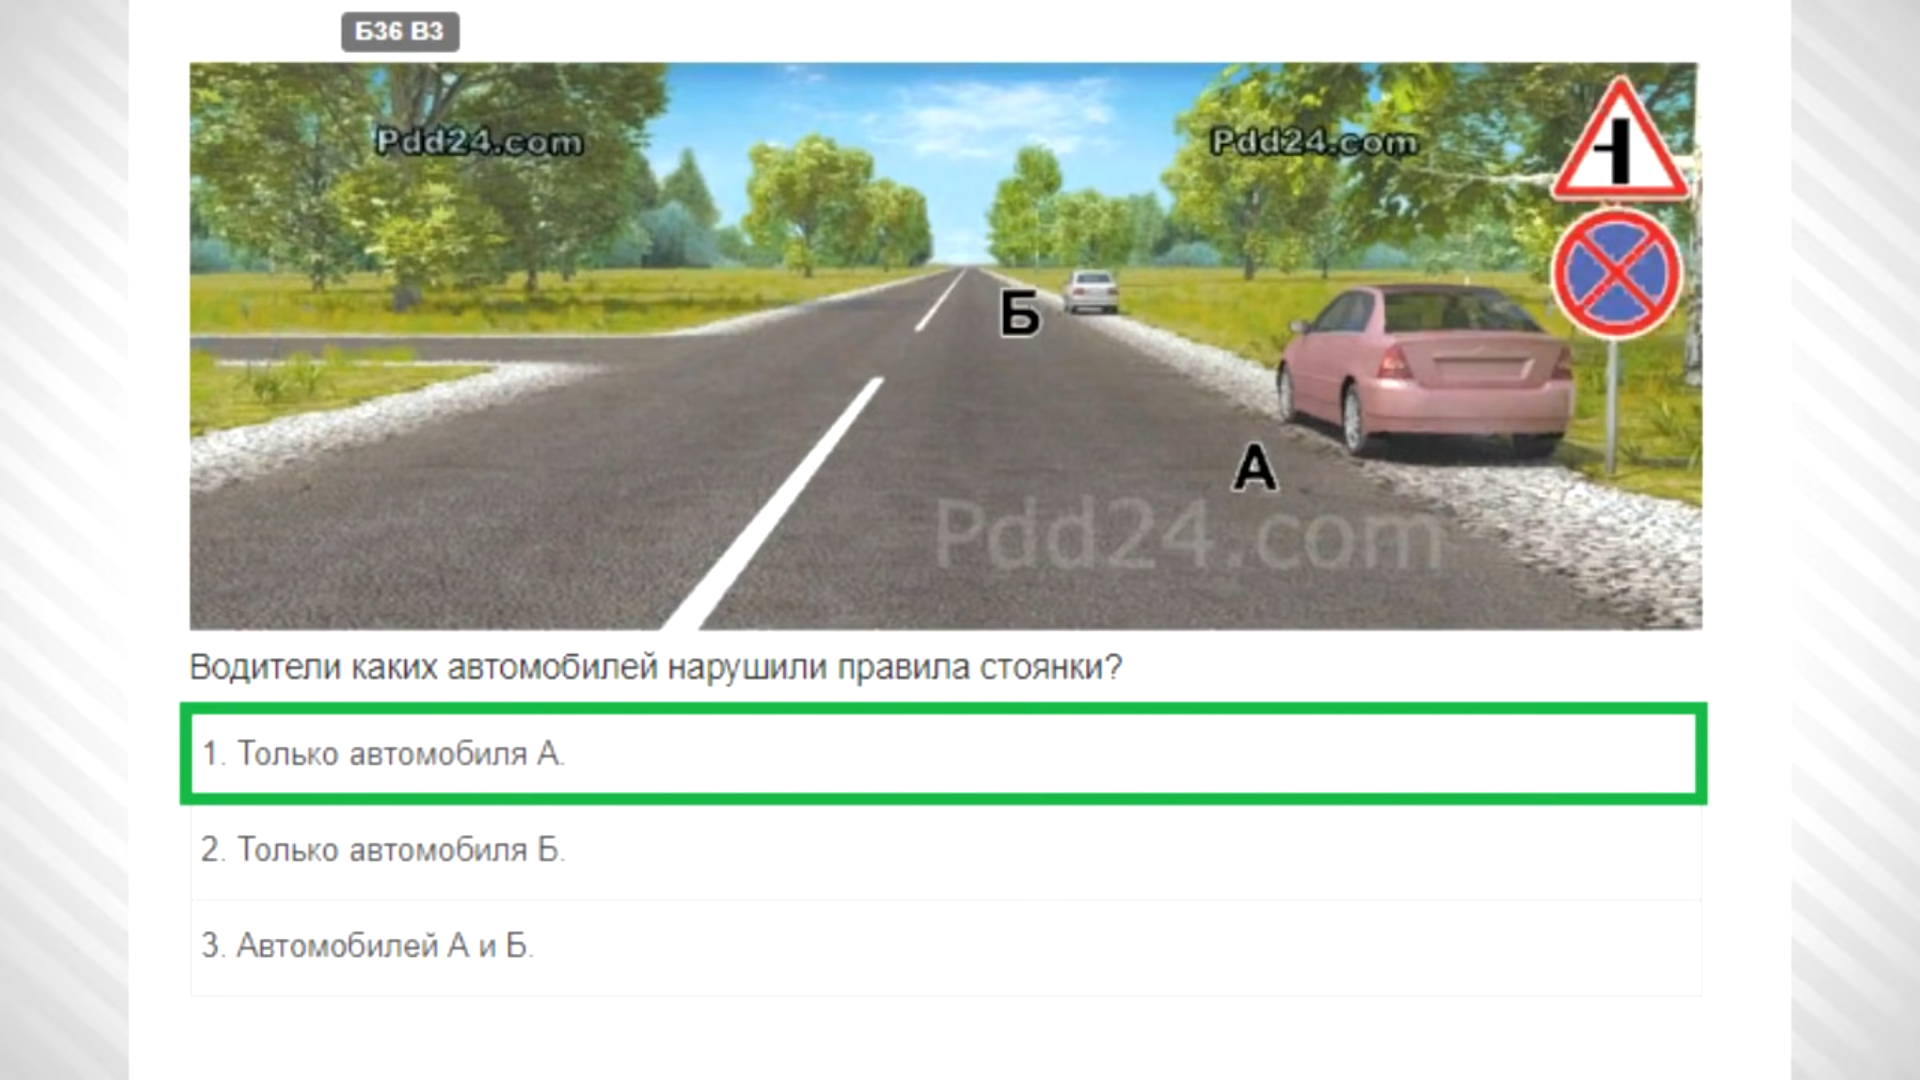 Б36 В3
Pdd24.com
Pdd24.com
Б
А
Pdd24.com
Водители каких автомобилей нарушили правила стоянки?
1. Только автомобиля А.
2. Только автомобиля Б.
3. Автомобилей А и Б.